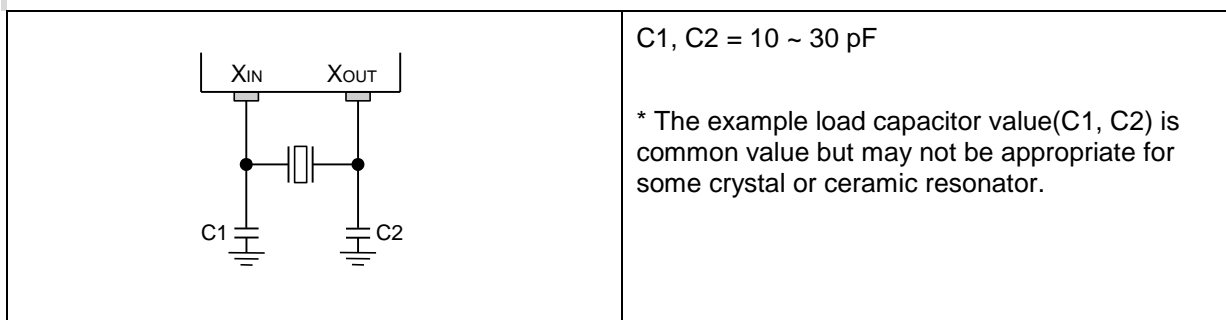 XIN XOUT
C1 C2
C1, C2 = 10 ~ 30 pF
* The example load capacitor value(C1, C2) is
common value but may not be appropriate for
some crystal or ceramic resonator.